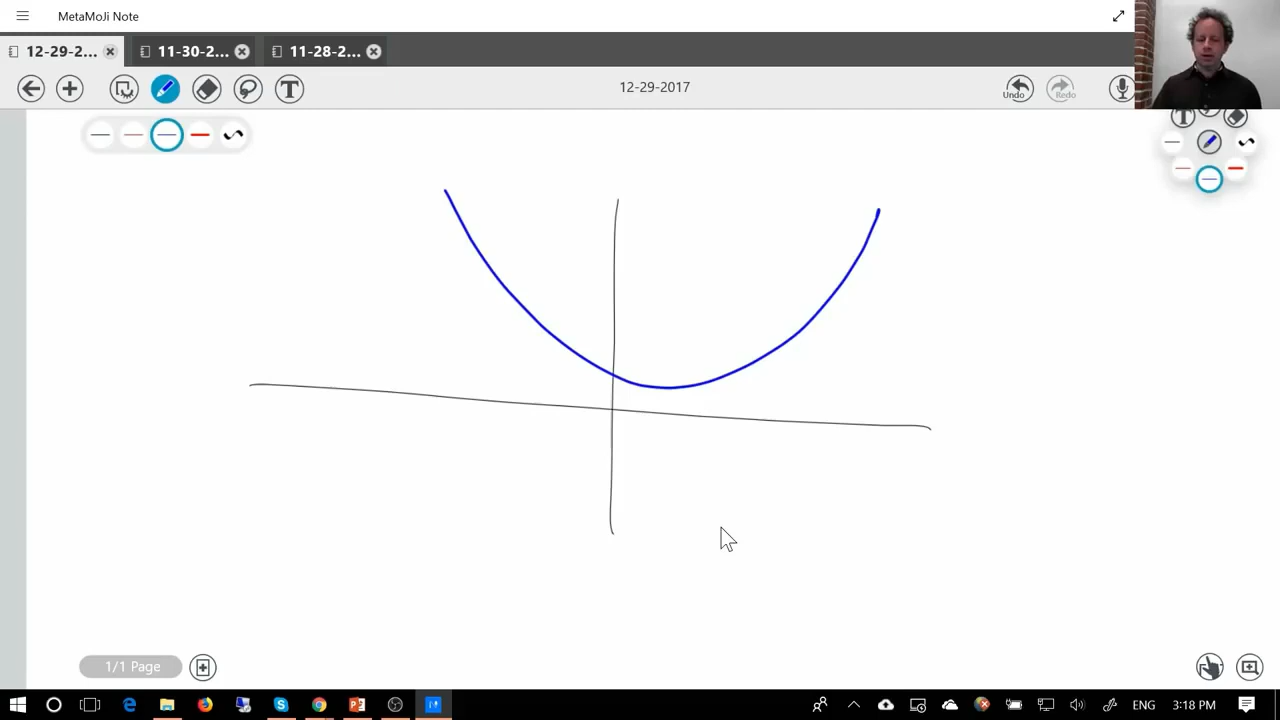 MetaMoJi Note
12-29-2... 11-30-2... 11-28-2...
12-29-2017
Undo Redo
1/1 Page
ENG 3:18 PM